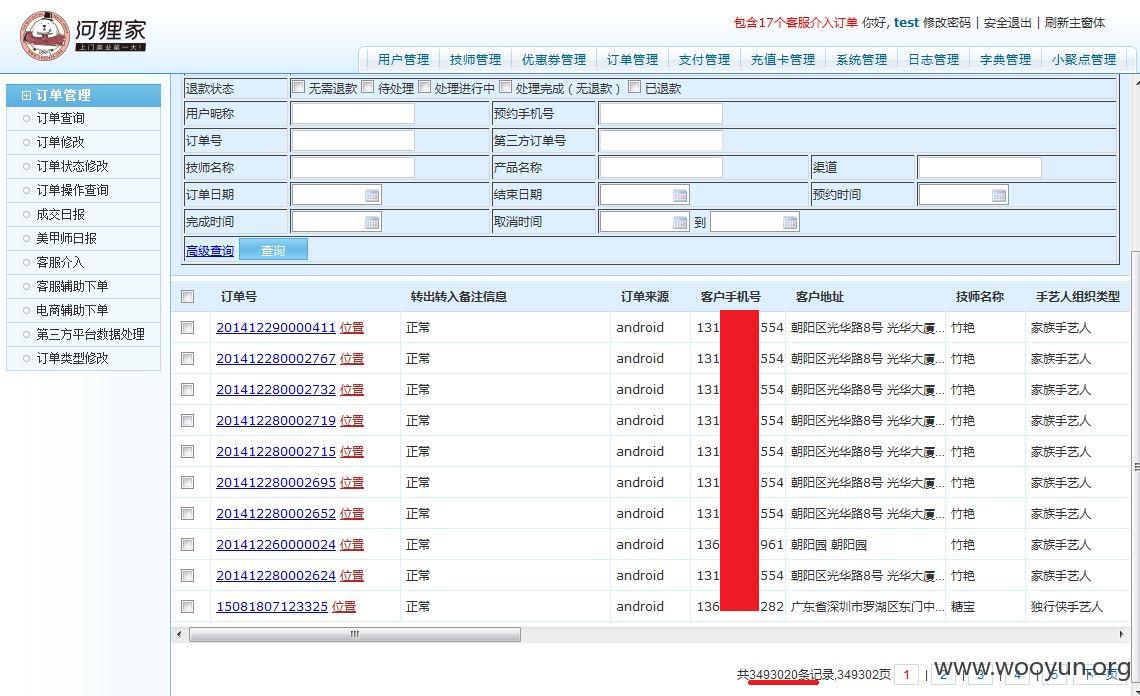 河狸家
上门美业第一大!
包含17个客服介入订单 你好, test 修改密码 | 安全退出 | 刷新主窗体
用户管理 技师管理 优惠券管理 订单管理 支付管理 充值卡管理 系统管理 日志管理 字典管理 小聚点管理
订单管理
订单查询
订单修改
订单状态修改
订单操作查询
成交日报
美甲师日报
客服介入
客服辅助下单
电商辅助下单
第三方平台数据处理
订单类型修改
退款状态 无需退款 待处理 处理进行中 处理完成（无退款） 已退款
用户昵称 预约手机号
订单号 第三方订单号
技师名称 产品名称 渠道
订单日期 结束日期 预约时间
完成时间 取消时间 到
高级查询 查询
订单号 转出转入备注信息 订单来源 客户手机号 客户地址 技师名称 手艺人组织类型
201412290000411 位置 正常 android 131 554 朝阳区光华路8号 光华大厦... 竹艳 家族手艺人
201412280002767 位置 正常 android 131 554 朝阳区光华路8号 光华大厦... 竹艳 家族手艺人
201412280002732 位置 正常 android 131 554 朝阳区光华路8号 光华大厦... 竹艳 家族手艺人
201412280002719 位置 正常 android 131 554 朝阳区光华路8号 光华大厦... 竹艳 家族手艺人
201412280002715 位置 正常 android 131 554 朝阳区光华路8号 光华大厦... 竹艳 家族手艺人
201412280002695 位置 正常 android 131 554 朝阳区光华路8号 光华大厦... 竹艳 家族手艺人
201412280002652 位置 正常 android 131 554 朝阳区光华路8号 光华大厦... 竹艳 家族手艺人
201412260000024 位置 正常 android 136 961 朝阳园 朝阳园 竹艳 家族手艺人
201412280002624 位置 正常 android 131 554 朝阳区光华路8号 光华大厦... 竹艳 家族手艺人
15081807123325 位置 正常 android 136 282 广东省深圳市罗湖区东门中... 糖宝 独行侠手艺人
共3493020条记录,349302页 1 | 2 | 3 | 4 | 5 下一页
www.wooyun.org